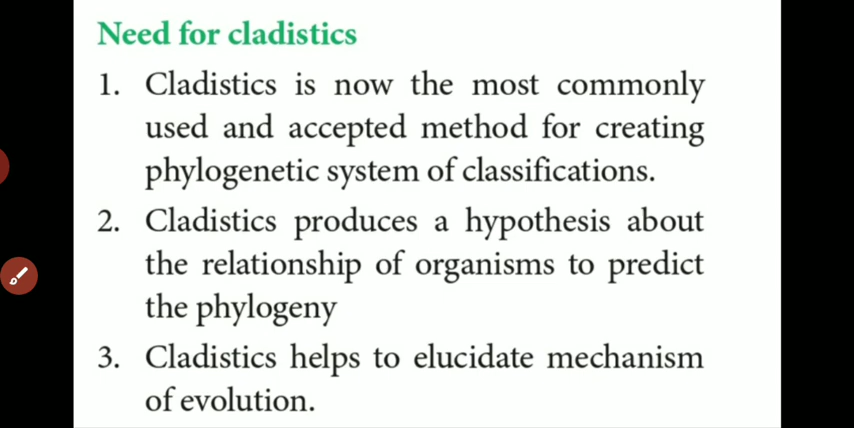 Need for cladistics
1. Cladistics is now the most commonly
used and accepted method for creating
phylogenetic system of classifications.
2. Cladistics produces a hypothesis about
the relationship of organisms to predict
the phylogeny
3. Cladistics helps to elucidate mechanism
of evolution.